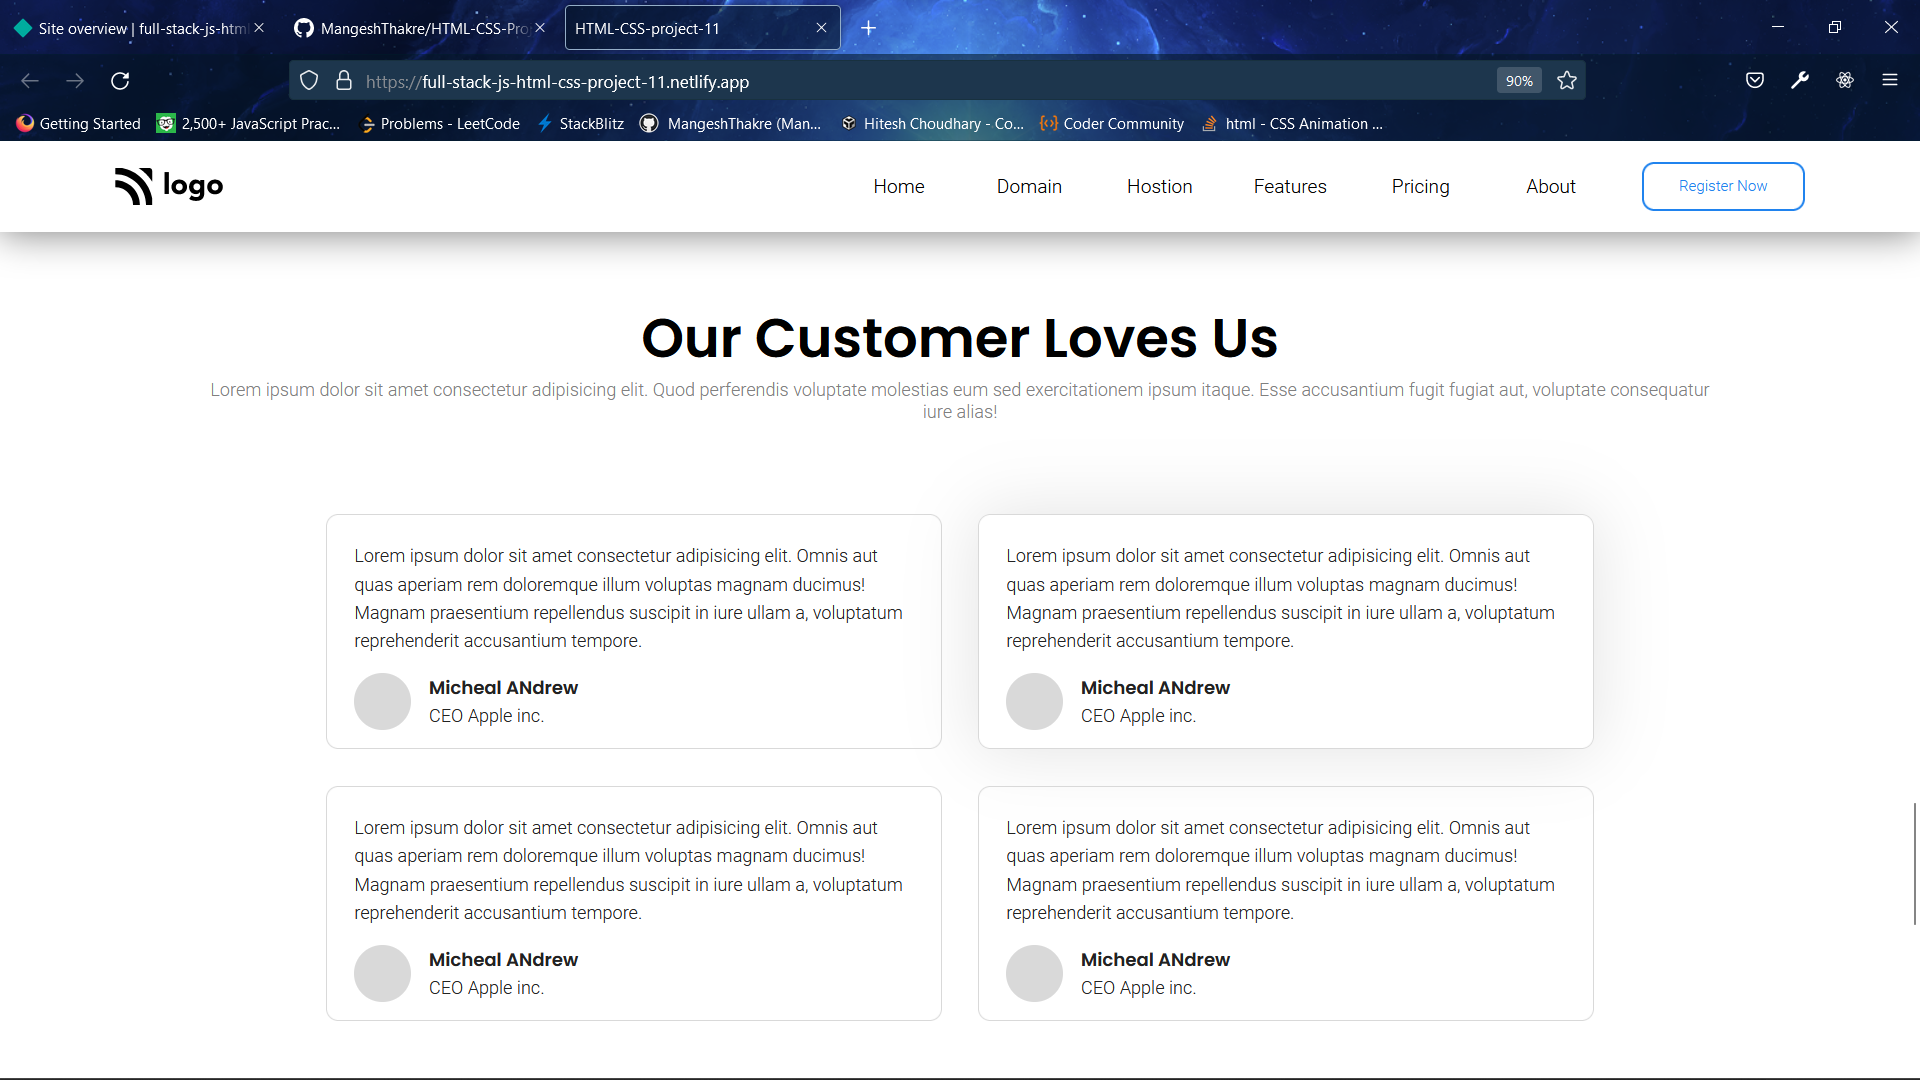 Site overview | full-stack-js-html
MangeshThakre/HTML-CSS-Pro
HTML-CSS-project-11
https://full-stack-js-html-css-project-11.netlify.app
90%
Getting Started
2,500+ JavaScript Prac...
Problems - LeetCode
StackBlitz
MangeshThakre (Man...
Hitesh Choudhary - Co...
Coder Community
html - CSS Animation ...
logo
Home
Domain
Hostion
Features
Pricing
About
Register Now
Our Customer Loves Us
Lorem ipsum dolor sit amet consectetur adipisicing elit. Quod perferendis voluptate molestias eum sed exercitationem ipsum itaque. Esse accusantium fugit fugiat aut, voluptate consequatur
iure alias!
Lorem ipsum dolor sit amet consectetur adipisicing elit. Omnis aut
quas aperiam rem doloremque illum voluptas magnam ducimus!
Magnam praesentium repellendus suscipit in iure ullam a, voluptatum
reprehenderit accusantium tempore.
Micheal ANdrew
CEO Apple inc.
Lorem ipsum dolor sit amet consectetur adipisicing elit. Omnis aut
quas aperiam rem doloremque illum voluptas magnam ducimus!
Magnam praesentium repellendus suscipit in iure ullam a, voluptatum
reprehenderit accusantium tempore.
Micheal ANdrew
CEO Apple inc.
Lorem ipsum dolor sit amet consectetur adipisicing elit. Omnis aut
quas aperiam rem doloremque illum voluptas magnam ducimus!
Magnam praesentium repellendus suscipit in iure ullam a, voluptatum
reprehenderit accusantium tempore.
Micheal ANdrew
CEO Apple inc.
Lorem ipsum dolor sit amet consectetur adipisicing elit. Omnis aut
quas aperiam rem doloremque illum voluptas magnam ducimus!
Magnam praesentium repellendus suscipit in iure ullam a, voluptatum
reprehenderit accusantium tempore.
Micheal ANdrew
CEO Apple inc.